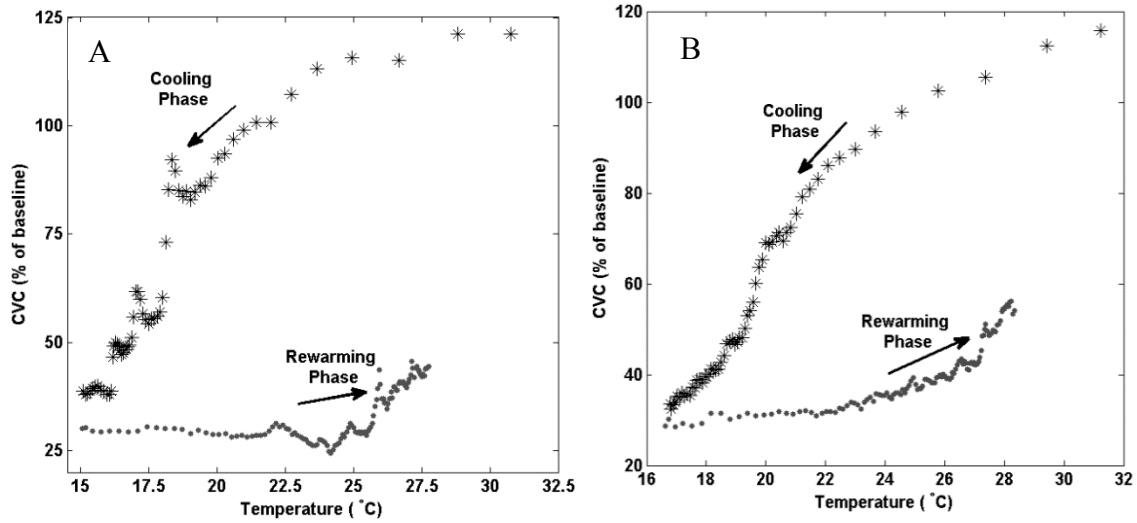 A
125
100
75
50
25
CVC (% of baseline)
Cooling
Phase
Rewarming
Phase
15
17.5
20
22.5
25
27.5
30
32.5
Temperature ( °C)
B
120
100
80
60
40
20
CVC (% of baseline)
Cooling
Phase
Rewarming
Phase
16
18
20
22
24
26
28
30
32
Temperature ( °C)